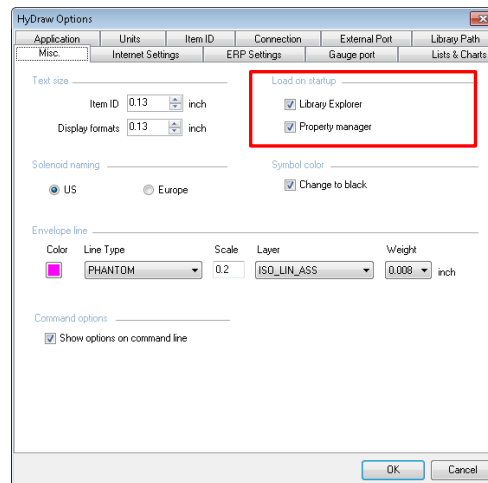 HyDraw Options
Application Units Item ID Connection External Port Library Path
Misc. Internet Settings ERP Settings Gauge port Lists & Charts
Text size Load on startup
Item ID 0.13 inch Library Explorer
Display formats 0.13 inch Property manager
Solenoid naming Symbol color
US Europe Change to black
Envelope line
Color Line Type Scale Layer Weight
PHANTOM 0.2 ISO_LIN_ASS 0.008 inch
Command options
Show options on command line
OK Cancel